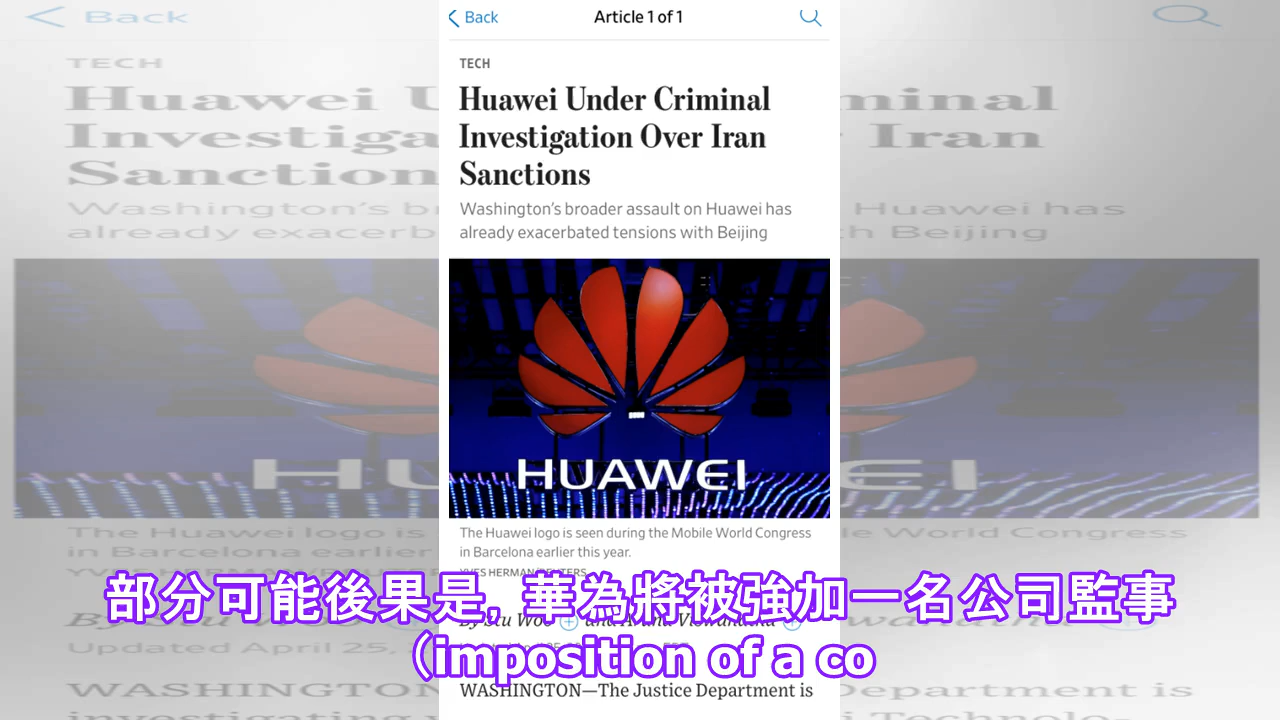 Back
Article 1 of 1
TECH
Huawei Under Criminal
Investigation Over Iran
Sanctions
Washington's broader assault on Huawei has
already exacerbated tensions with Beijing
HUAWEI
The Huawei logo is seen during the Mobile World Congress
in Barcelona earlier this year.
YVES HERMAN/REUTERS
部分可能後果是, 華為將被強加一名公司監事
(imposition of a co
WASHINGTON—The Justice Department is